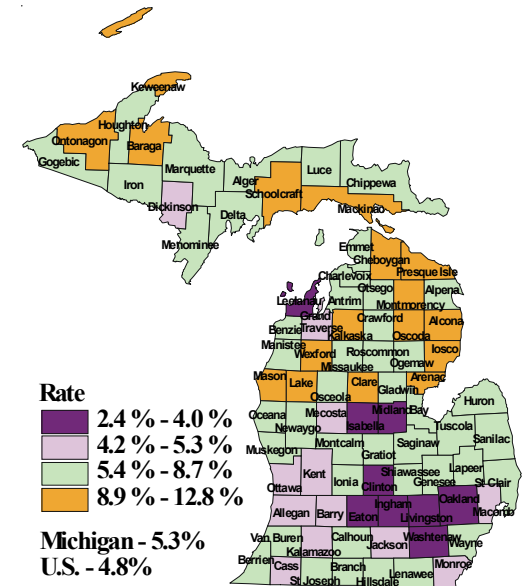 Keweenaw
Houghton
Ontonagon
Baraga
Gogebic
Marquette
Iron
Alger
Luce
Schoolcraft
Chippewa
Dickinson
Delta
Mackinac
Menominee
Emmet
Cheboygan
Presque Isle
Charlevoix
Otsego
Alpena
Leelanau
Antrim
Montmorency
Grand
Traverse
Crawford
Alcona
Benzie
Kalkaska
Oscoda
Manistee
Wexford
Roscommon
Iosco
Missaukee
Ogemaw
Mason
Lake
Clare
Arenac
Osceola
Gladwin
Huron
Oceana
Mecosta
Midland
Bay
Newaygo
Isabella
Tuscola
Sanilac
Montcalm
Saginaw
Muskegon
Gratiot
Kent
Shiawassee
Lapeer
Ottawa
Ionia
Clinton
Genesee
St Clair
Allegan
Barry
Eaton
Ingham
Livingston
Oakland
Macomb
Van Buren
Calhoun
Jackson
Washtenaw
Wayne
Kalamazoo
Berrien
Cass
St Joseph
Branch
Hillsdale
Lenawee
Monroe
Rate
2.4 % - 4.0 %
4.2 % - 5.3 %
5.4 % - 8.7 %
8.9 % - 12.8 %
Michigan - 5.3%
U.S. - 4.8%